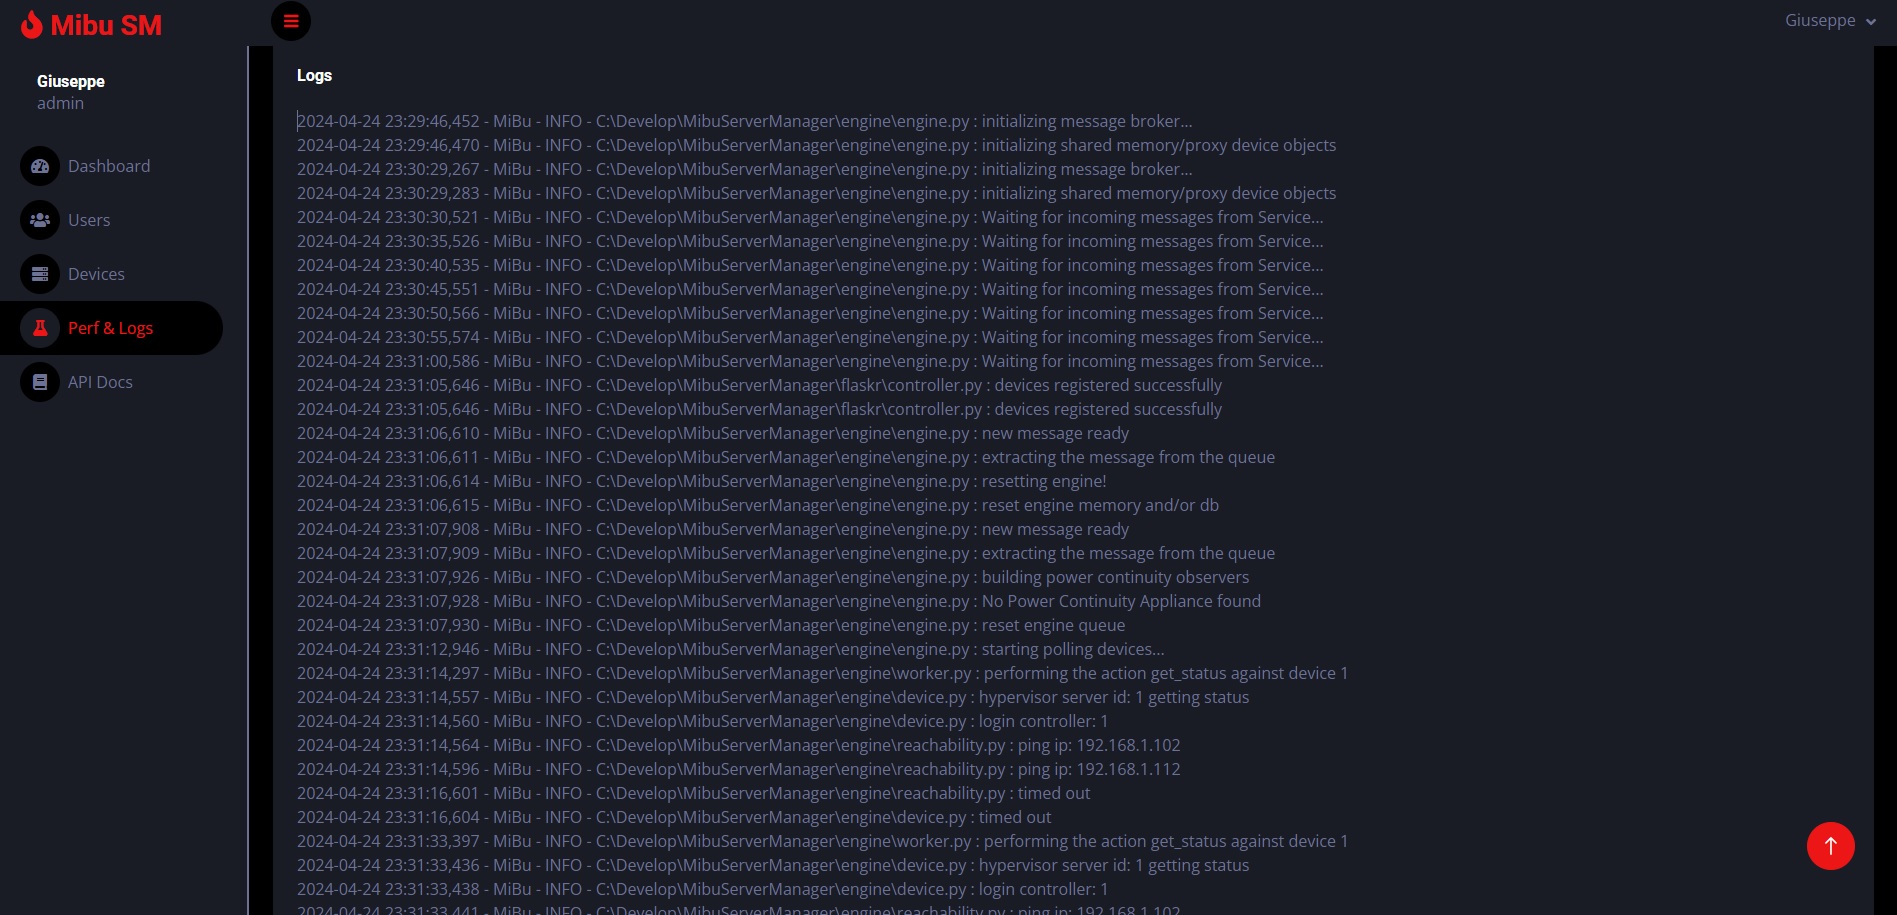 Mibu SM
Giuseppe
Giuseppe
admin
Dashboard
Users
Devices
Perf & Logs
API Docs
Logs
2024-04-24 23:29:46,452 - MiBu - INFO - C:\Develop\MibuServerManager\engine\engine.py : initializing message broker...
2024-04-24 23:29:46,470 - MiBu - INFO - C:\Develop\MibuServerManager\engine\engine.py : initializing shared memory/proxy device objects
2024-04-24 23:30:29,267 - MiBu - INFO - C:\Develop\MibuServerManager\engine\engine.py : initializing message broker...
2024-04-24 23:30:29,283 - MiBu - INFO - C:\Develop\MibuServerManager\engine\engine.py : initializing shared memory/proxy device objects
2024-04-24 23:30:30,521 - MiBu - INFO - C:\Develop\MibuServerManager\engine\engine.py : Waiting for incoming messages from Service...
2024-04-24 23:30:35,526 - MiBu - INFO - C:\Develop\MibuServerManager\engine\engine.py : Waiting for incoming messages from Service...
2024-04-24 23:30:40,535 - MiBu - INFO - C:\Develop\MibuServerManager\engine\engine.py : Waiting for incoming messages from Service...
2024-04-24 23:30:45,551 - MiBu - INFO - C:\Develop\MibuServerManager\engine\engine.py : Waiting for incoming messages from Service...
2024-04-24 23:30:50,566 - MiBu - INFO - C:\Develop\MibuServerManager\engine\engine.py : Waiting for incoming messages from Service...
2024-04-24 23:30:55,574 - MiBu - INFO - C:\Develop\MibuServerManager\engine\engine.py : Waiting for incoming messages from Service...
2024-04-24 23:31:00,586 - MiBu - INFO - C:\Develop\MibuServerManager\engine\engine.py : Waiting for incoming messages from Service...
2024-04-24 23:31:05,646 - MiBu - INFO - C:\Develop\MibuServerManager\flaskr\controller.py : devices registered successfully
2024-04-24 23:31:05,646 - MiBu - INFO - C:\Develop\MibuServerManager\flaskr\controller.py : devices registered successfully
2024-04-24 23:31:06,610 - MiBu - INFO - C:\Develop\MibuServerManager\engine\engine.py : new message ready
2024-04-24 23:31:06,611 - MiBu - INFO - C:\Develop\MibuServerManager\engine\engine.py : extracting the message from the queue
2024-04-24 23:31:06,614 - MiBu - INFO - C:\Develop\MibuServerManager\engine\engine.py : resetting engine!
2024-04-24 23:31:06,615 - MiBu - INFO - C:\Develop\MibuServerManager\engine\engine.py : reset engine memory and/or db
2024-04-24 23:31:07,908 - MiBu - INFO - C:\Develop\MibuServerManager\engine\engine.py : new message ready
2024-04-24 23:31:07,909 - MiBu - INFO - C:\Develop\MibuServerManager\engine\engine.py : extracting the message from the queue
2024-04-24 23:31:07,926 - MiBu - INFO - C:\Develop\MibuServerManager\engine\engine.py : building power continuity observers
2024-04-24 23:31:07,928 - MiBu - INFO - C:\Develop\MibuServerManager\engine\engine.py : No Power Continuity Appliance found
2024-04-24 23:31:07,930 - MiBu - INFO - C:\Develop\MibuServerManager\engine\engine.py : reset engine queue
2024-04-24 23:31:12,946 - MiBu - INFO - C:\Develop\MibuServerManager\engine\engine.py : starting polling devices...
2024-04-24 23:31:14,297 - MiBu - INFO - C:\Develop\MibuServerManager\engine\worker.py : performing the action get_status against device 1
2024-04-24 23:31:14,557 - MiBu - INFO - C:\Develop\MibuServerManager\engine\device.py : hypervisor server id: 1 getting status
2024-04-24 23:31:14,560 - MiBu - INFO - C:\Develop\MibuServerManager\engine\device.py : login controller: 1
2024-04-24 23:31:14,564 - MiBu - INFO - C:\Develop\MibuServerManager\engine\reachability.py : ping ip: 192.168.1.102
2024-04-24 23:31:14,596 - MiBu - INFO - C:\Develop\MibuServerManager\engine\reachability.py : ping ip: 192.168.1.112
2024-04-24 23:31:16,601 - MiBu - INFO - C:\Develop\MibuServerManager\engine\reachability.py : timed out
2024-04-24 23:31:16,604 - MiBu - INFO - C:\Develop\MibuServerManager\engine\device.py : timed out
2024-04-24 23:31:33,397 - MiBu - INFO - C:\Develop\MibuServerManager\engine\worker.py : performing the action get_status against device 1
2024-04-24 23:31:33,436 - MiBu - INFO - C:\Develop\MibuServerManager\engine\device.py : hypervisor server id: 1 getting status
2024-04-24 23:31:33,438 - MiBu - INFO - C:\Develop\MibuServerManager\engine\device.py : login controller: 1
2024-04-24 23:31:33,441 - MiBu - INFO - C:\Develop\MibuServerManager\engine\reachability.py : ping ip: 192.168.1.102